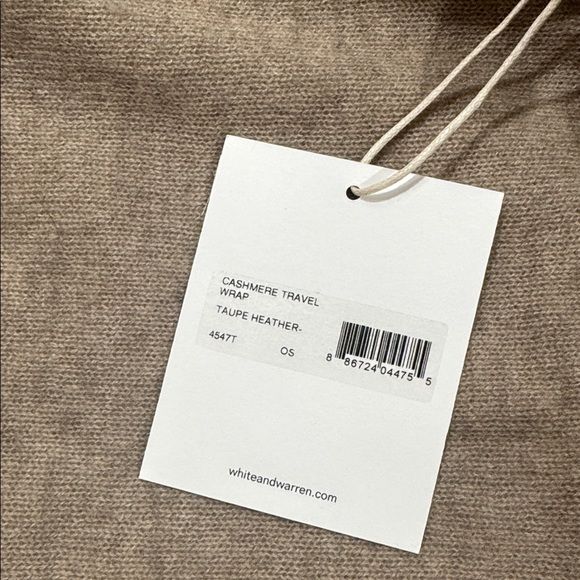 CASHMERE TRAVEL
WRAP
TAUPE HEATHER-
4547T OS
8 86724 04475 5
whiteandwarren.com